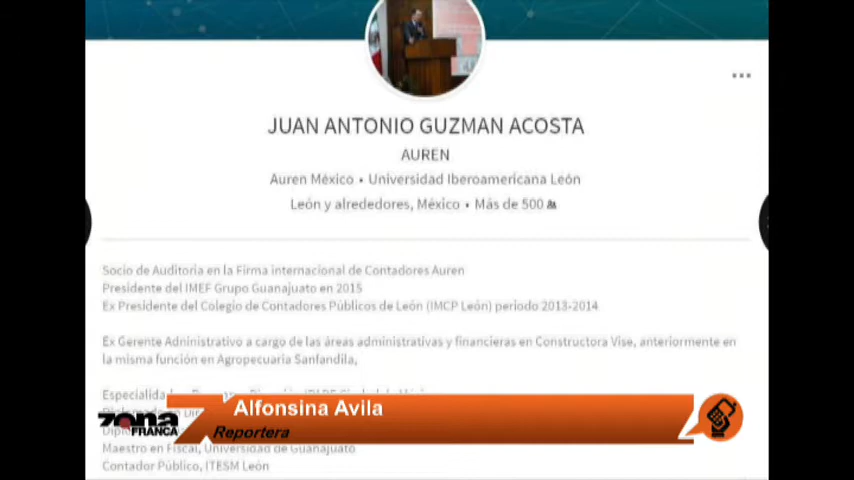 JUAN ANTONIO GUZMAN ACOSTA
AUREN
Auren México • Universidad Iberoamericana León
León y alrededores, México • Más de 500
Socio de Auditoria en la Firma internacional de Contadores Auren
Presidente del IMEF Grupo Guanajuato en 2015
Ex Presidente del Colegio de Contadores Públicos de León (IMCP León) periodo 2013-2014
Ex Gerente Administrativo a cargo de las áreas administrativas y financieras en Constructora Vise, anteriormente en
la misma función en Agropecuaria Sanfandila,
Alfonsina Avila
Reportera
zona
FRANCA
Maestro en Fiscal, Universidad de Guanajuato
Contador Público, ITESM León